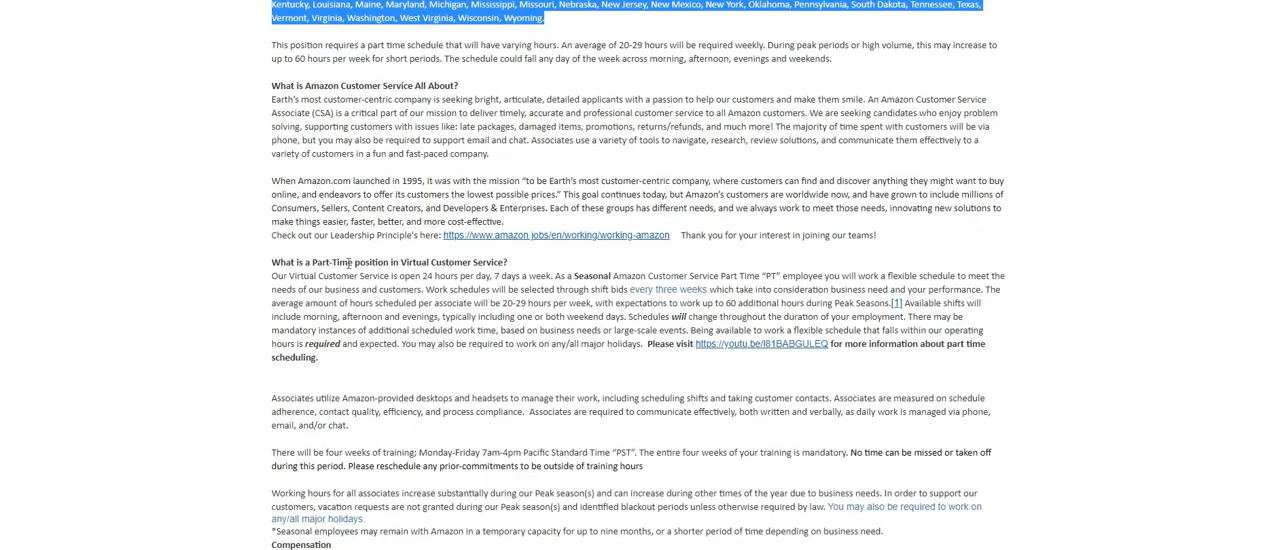 Kentucky, Louisiana, Maine, Maryland, Michigan, Mississippi, Missouri, Nebraska, New Jersey, New Mexico, New York, Oklahoma, Pennsylvania, South Dakota, Tennessee, Texas,
Vermont, Virginia, Washington, West Virginia, Wisconsin, Wyoming.
This position requires a part time schedule that will have varying hours. An average of 20-29 hours will be required weekly. During peak periods or high volume, this may increase to
up to 60 hours per week for short periods. The schedule could fall any day of the week across morning, afternoon, evenings and weekends.
What is Amazon Customer Service All About?
Earth's most customer-centric company is seeking bright, articulate, detailed applicants with a passion to help our customers and make them smile. An Amazon Customer Service
Associate (CSA) is a critical part of our mission to deliver timely, accurate and professional customer service to all Amazon customers. We are seeking candidates who enjoy problem
solving, supporting customers with issues like: late packages, damaged items, promotions, returns/refunds, and much more! The majority of time spent with customers will be via
phone, but you may also be required to support email and chat. Associates use a variety of tools to navigate, research, review solutions, and communicate them effectively to a
variety of customers in a fun and fast-paced company.
When Amazon.com launched in 1995, it was with the mission “to be Earth's most customer-centric company, where customers can find and discover anything they might want to buy
online, and endeavors to offer its customers the lowest possible prices.” This goal continues today, but Amazon's customers are worldwide now, and have grown to include millions of
Consumers, Sellers, Content Creators, and Developers & Enterprises. Each of these groups has different needs, and we always work to meet those needs, innovating new solutions to
make things easier, faster, better, and more cost-effective.
Check out our Leadership Principle's here: https://www.amazon.jobs/en/working/working-amazon Thank you for your interest in joining our teams!
What is a Part-Time position in Virtual Customer Service?
Our Virtual Customer Service is open 24 hours per day, 7 days a week. As a Seasonal Amazon Customer Service Part Time “PT” employee you will work a flexible schedule to meet the
needs of our business and customers. Work schedules will be selected through shift bids every three weeks which take into consideration business need and your performance. The
average amount of hours scheduled per associate will be 20-29 hours per week, with expectations to work up to 60 additional hours during Peak Seasons.[1] Available shifts will
include morning, afternoon and evenings, typically including one or both weekend days. Schedules will change throughout the duration of your employment. There may be
mandatory instances of additional scheduled work time, based on business needs or large-scale events. Being available to work a flexible schedule that falls within our operating
hours is required and expected. You may also be required to work on any/all major holidays. Please visit https://youtu.be/I81BABGULEQ for more information about part time
scheduling.
Associates utilize Amazon-provided desktops and headsets to manage their work, including scheduling shifts and taking customer contacts. Associates are measured on schedule
adherence, contact quality, efficiency, and process compliance. Associates are required to communicate effectively, both written and verbally, as daily work is managed via phone,
email, and/or chat.
There will be four weeks of training; Monday-Friday 7am-4pm Pacific Standard Time “PST”. The entire four weeks of your training is mandatory. No time can be missed or taken off
during this period. Please reschedule any prior-commitments to be outside of training hours
Working hours for all associates increase substantially during our Peak season(s) and can increase during other times of the year due to business needs. In order to support our
customers, vacation requests are not granted during our Peak season(s) and identified blackout periods unless otherwise required by law. You may also be required to work on
any/all major holidays.
*Seasonal employees may remain with Amazon in a temporary capacity for up to nine months, or a shorter period of time depending on business need.
Compensation